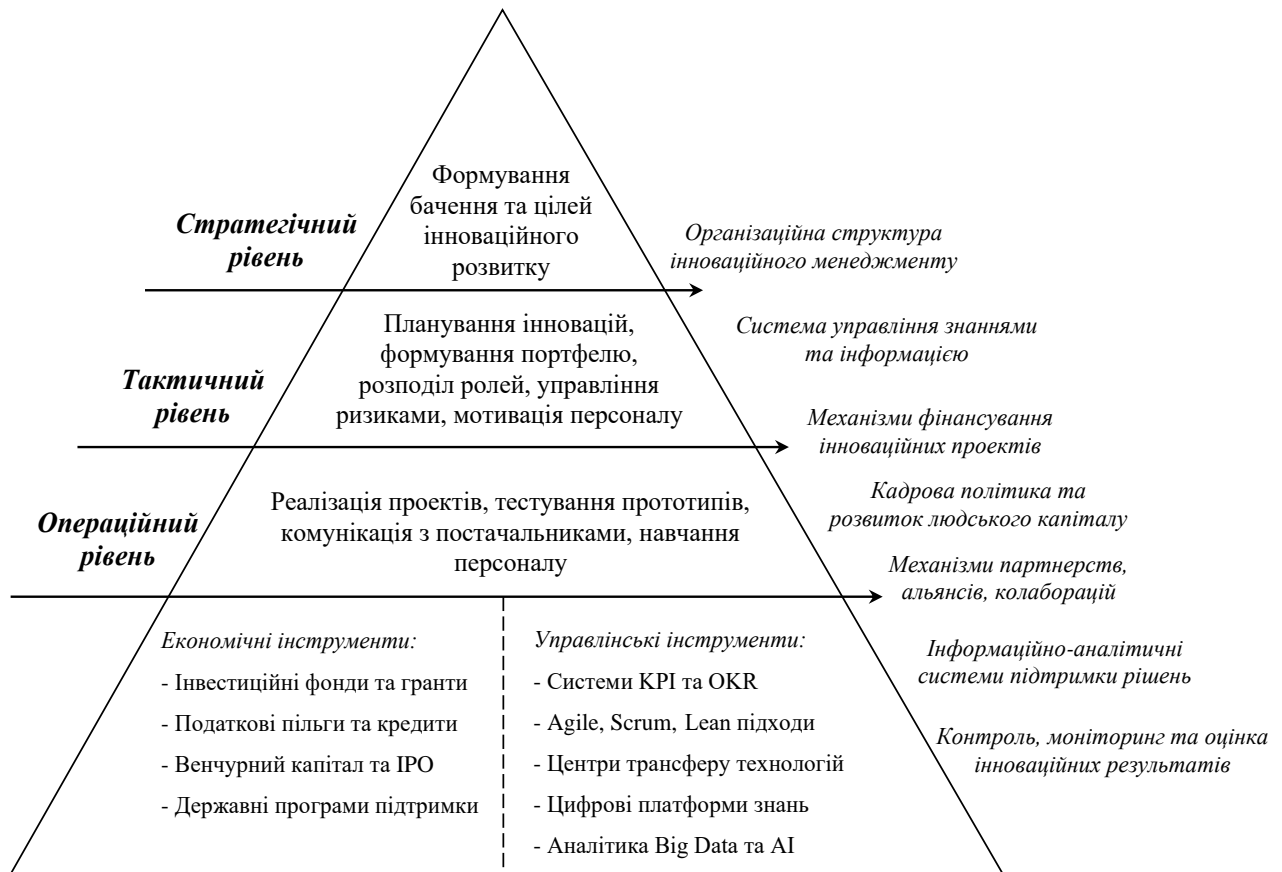 Формування
бачення та цілей
інноваційного
розвитку
Стратегічний
рівень
Організаційна структура
інноваційного менеджменту
Планування інновацій,
формування портфелю,
розподіл ролей, управління
ризиками, мотивація персоналу
Тактичний
рівень
Система управління знаннями
та інформацією
Механізми фінансування
інноваційних проектів
Реалізація проектів, тестування прототипів,
комунікація з постачальниками, навчання
персоналу
Операційний
рівень
Кадрова політика та
розвиток людського капіталу
Механізми партнерств,
альянсів, колаборацій
Економічні інструменти:
- Інвестиційні фонди та гранти
- Податкові пільги та кредити
- Венчурний капітал та IPO
- Державні програми підтримки
Управлінські інструменти:
- Системи KPI та OKR
- Agile, Scrum, Lean підходи
- Центри трансферу технологій
- Цифрові платформи знань
- Аналітика Big Data та AI
Інформаційно-аналітичні
системи підтримки рішень
Контроль, моніторинг та оцінка
інноваційних результатів